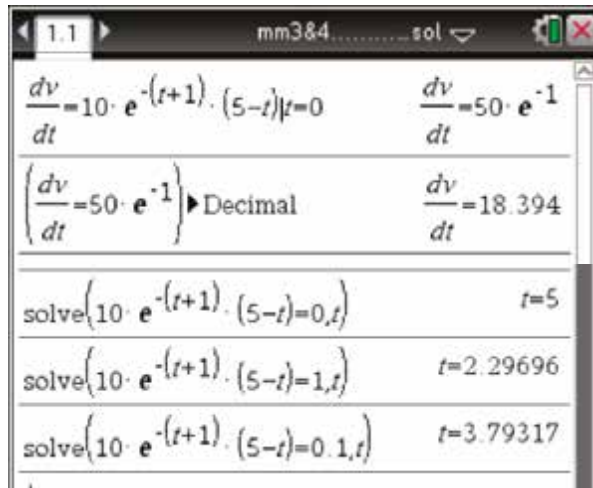 1.1 mm3&4............sol
dv/dt=10· e^-(t+1) · (5−t)|t=0 dv/dt=50· e^-1
(dv/dt=50· e^-1)▶Decimal dv/dt=18.394
solve(10· e^-(t+1) · (5−t)=0,t) t=5
solve(10· e^-(t+1) · (5−t)=1,t) t=2.29696
solve(10· e^-(t+1) · (5−t)=0.1,t) t=3.79317